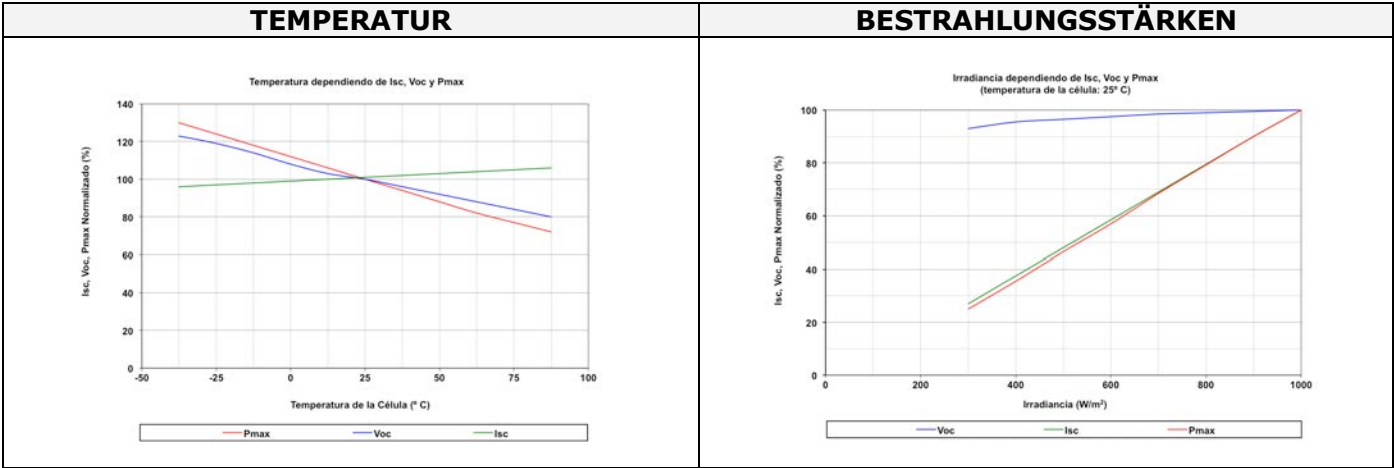 TEMPERATUR
Temperatura dependiendo de Isc, Voc y Pmax
Isc, Voc, Pmax Normalizado (%)
140
120
100
80
60
40
20
0
-50 -25 0 25 50 75 100
Temperatura de la Célula (º C)
Pmax Voc Isc
BESTRAHLUNGSSTÄRKEN
Irradiancia dependiendo de Isc, Voc y Pmax
(temperatura de la célula: 25º C)
Isc, Voc, Pmax Normalizado (%)
100
80
60
40
20
0
0 200 400 600 800 1000
Irradiancia (W/m²)
Voc Isc Pmax